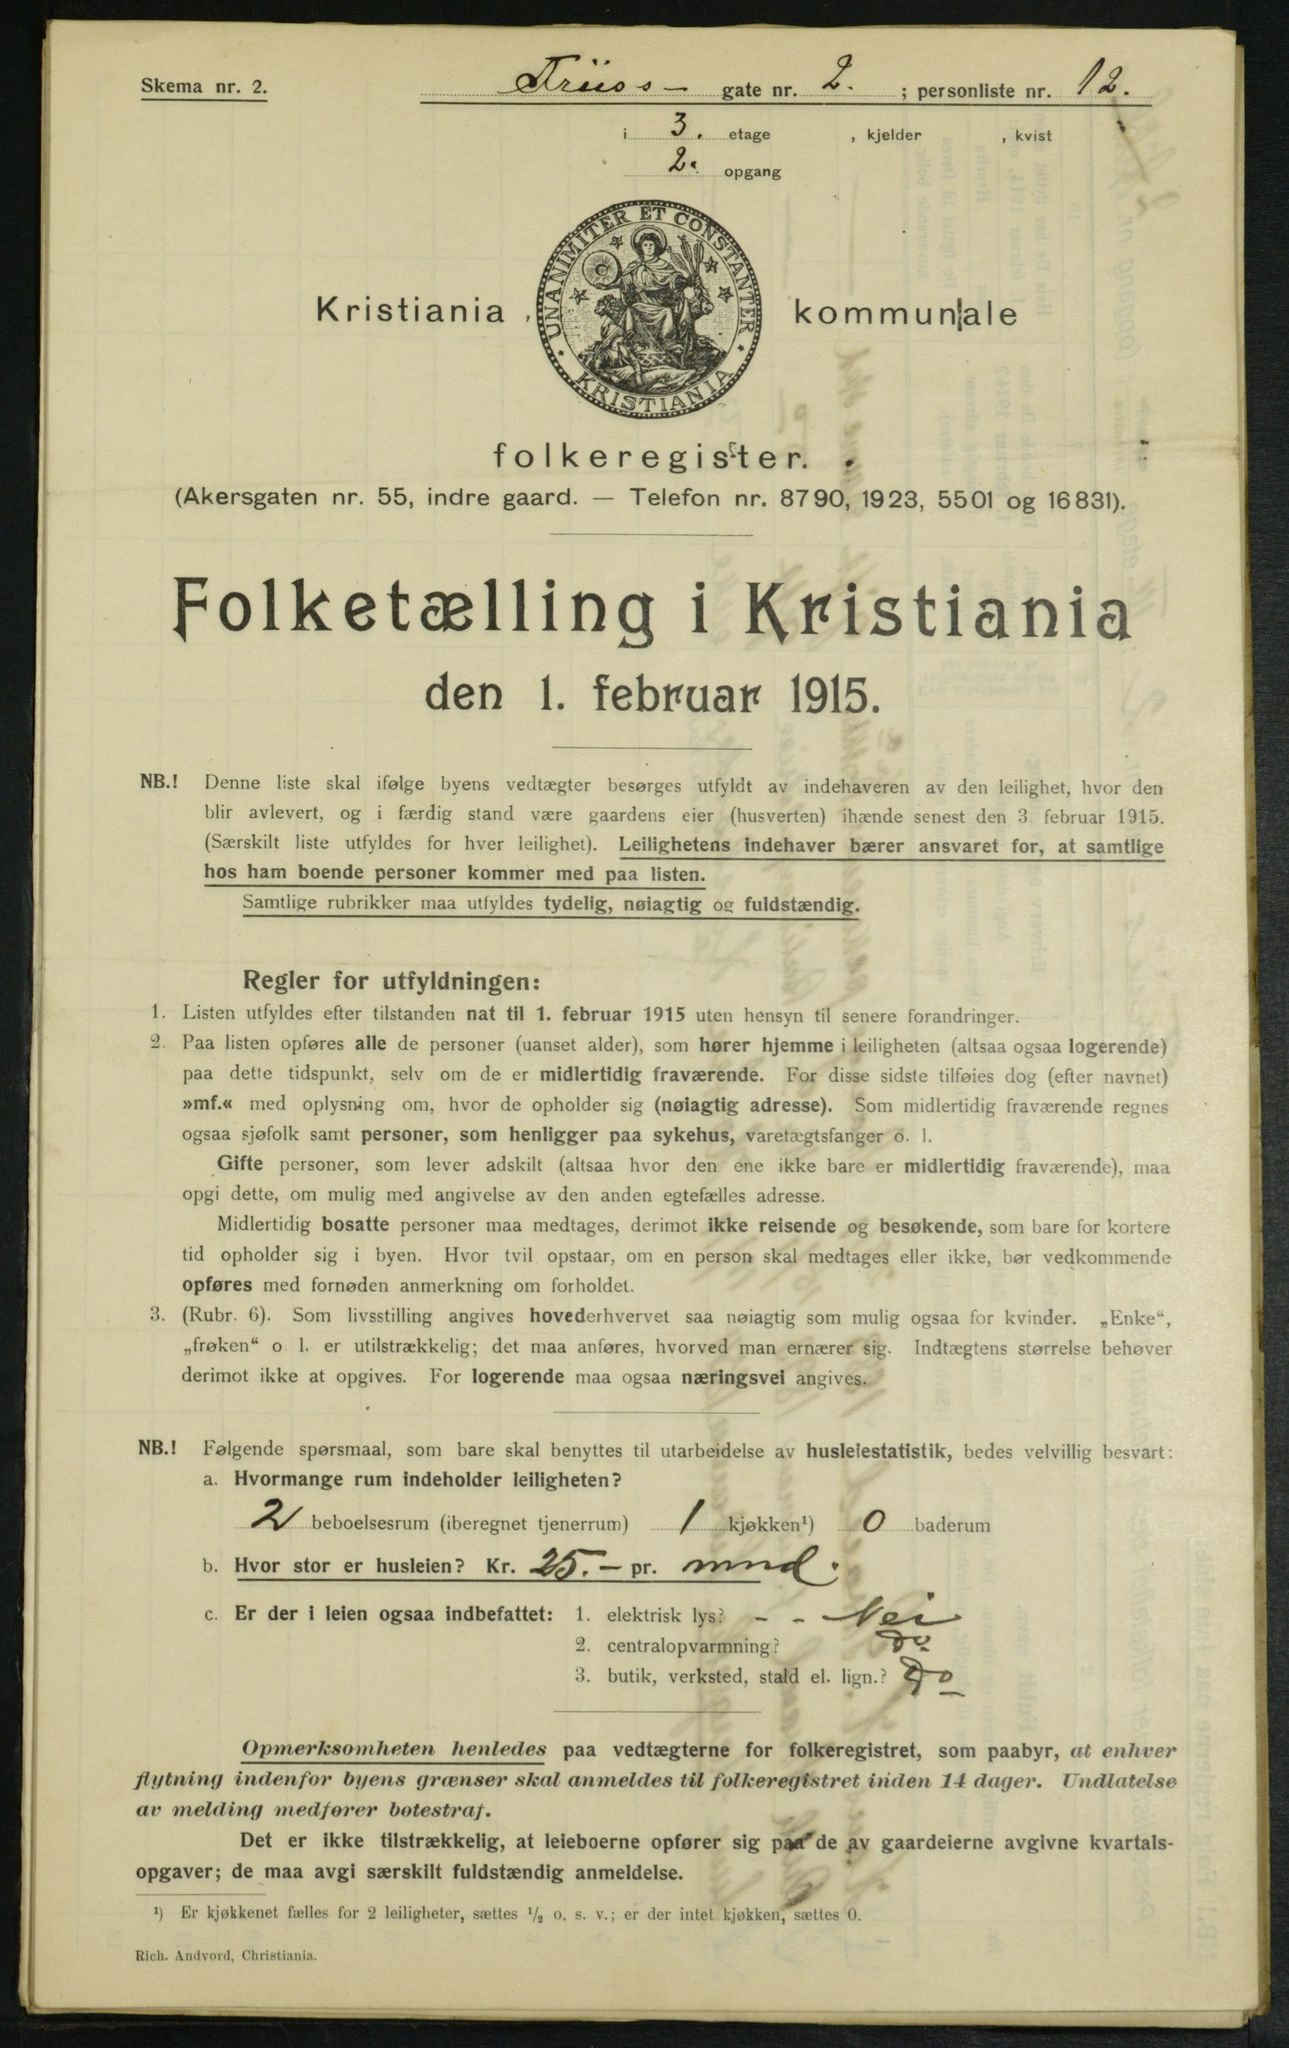 Skema nr. 2.
Friis's gate nr. 2. ; personliste nr. 12.
i 3. etage , kjelder , kvist
2. opgang
UNANIMITER ET CONSTANTER
KRISTIANIA
Kristiania kommunale
folkeregister.
(Akersgaten nr. 55, indre gaard. — Telefon nr. 8790, 1923, 5501 og 16831).
Folketælling i Kristiania
den 1. februar 1915.
NB.! Denne liste skal ifølge byens vedtægter besørges utfyldt av indehaveren av den leilighet, hvor den
blir avlevert, og i færdig stand være gaardens eier (husverten) ihænde senest den 3 februar 1915.
(Særskilt liste utfyldes for hver leilighet). Leilighetens indehaver bærer ansvaret for, at samtlige
hos ham boende personer kommer med paa listen.
Samtlige rubrikker maa utfyldes tydelig, nøiagtig og fuldstændig.
Regler for utfyldningen:
1. Listen utfyldes efter tilstanden nat til 1. februar 1915 uten hensyn til senere forandringer.
2. Paa listen opføres alle de personer (uanset alder), som hører hjemme i leiligheten (altsaa ogsaa logerende)
paa dette tidspunkt, selv om de er midlertidig fraværende. For disse sidste tilføies dog (efter navnet)
»mf.« med oplysning om, hvor de opholder sig (nøiagtig adresse). Som midlertidig fraværende regnes
ogsaa sjøfolk samt personer, som henligger paa sykehus, varetægtsfanger o. l.
Gifte personer, som lever adskilt (altsaa hvor den ene ikke bare er midlertidig fraværende), maa
opgi dette, om mulig med angivelse av den anden egtefælles adresse.
Midlertidig bosatte personer maa medtages, derimot ikke reisende og besøkende, som bare for kortere
tid opholder sig i byen. Hvor tvil opstaar, om en person skal medtages eller ikke, bør vedkommende
opføres med fornøden anmerkning om forholdet.
3. (Rubr. 6). Som livsstilling angives hovederhvervet saa nøiagtig som mulig ogsaa for kvinder. „Enke“,
„frøken“ o l. er utilstrækkelig; det maa anføres, hvorved man ernærer sig. Indtægtens størrelse behøver
derimot ikke at opgives. For logerende maa ogsaa næringsvei angives.
NB.! Følgende spørsmaal, som bare skal benyttes til utarbeidelse av husleiestatistik, bedes velvillig besvart:
a. Hvormange rum indeholder leiligheten?
2 beboelsesrum (iberegnet tjenerrum) 1 kjøkken¹) 0 baderum
b. Hvor stor er husleien? Kr. 25.- pr. mnd.
c. Er der i leien ogsaa indbefattet: 1. elektrisk lys? - - Nei
2. centralopvarmning? Do
3. butik, verksted, stald el. lign.? Do
Opmerksomheten henledes paa vedtægterne for folkeregistret, som paabyr, at enhver
flytning indenfor byens grænser skal anmeldes til folkeregistret inden 14 dager. Undlatelse
av melding medfører botestraf.
Det er ikke tilstrækkelig, at leieboerne opfører sig paa de av gaardeierne avgivne kvartals-
opgaver; de maa avgi særskilt fuldstændig anmeldelse.
¹) Er kjøkkenet fælles for 2 leiligheter, sættes ½ o. s. v.; er der intet kjøkken, sættes 0.
Rich. Andvord, Christiania.